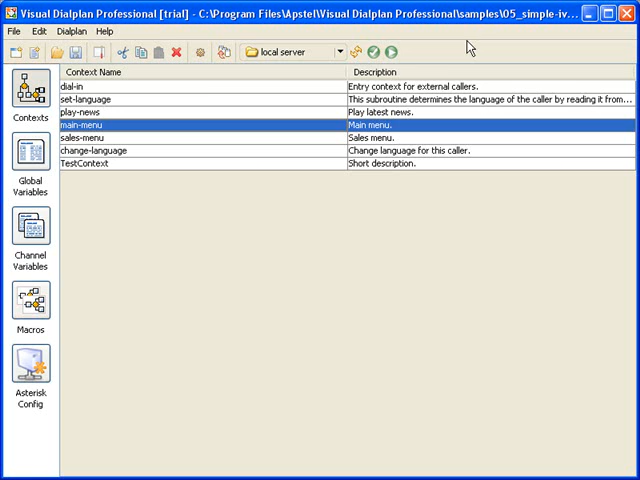 Visual Dialplan Professional [trial] - C:\Program Files\Apstel\Visual Dialplan Professional\samples\05_simple-iv...
File Edit Dialplan Help
local server
Context Name Description
dial-in Entry context for external callers.
set-language This subroutine determines the language of the caller by reading it from...
play-news Play latest news.
main-menu Main menu.
sales-menu Sales menu.
change-language Change language for this caller.
TestContext Short description.
Contexts
Global
Variables
Channel
Variables
Macros
Asterisk
Config